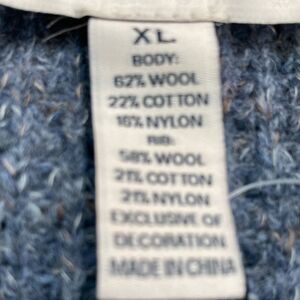 XL
BODY:
62% WOOL
22% COTTON
16% NYLON
RIB:
58% WOOL
21% COTTON
21% NYLON
EXCLUSIVE OF
DECORATION
MADE IN CHINA